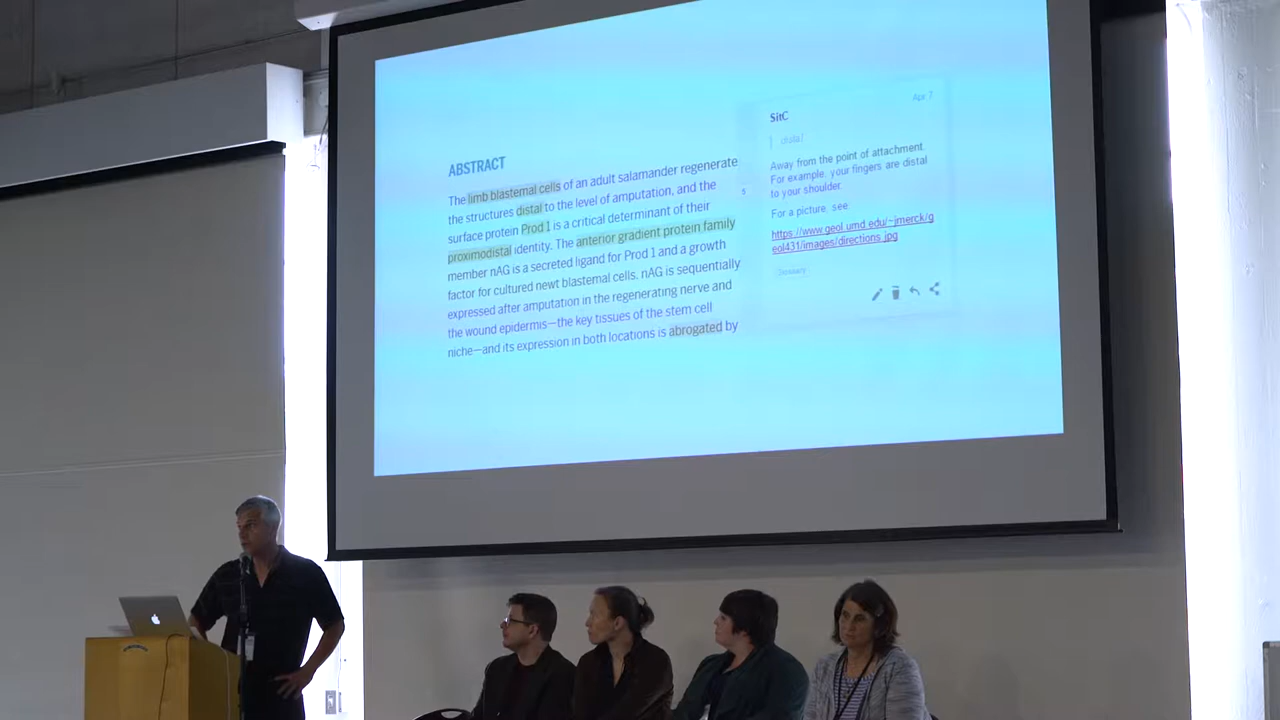 ABSTRACT
The limb blastemal cells of an adult salamander regenerate
the structures distal to the level of amputation, and the
surface protein Prod 1 is a critical determinant of their
proximodistal identity. The anterior gradient protein family
member nAG is a secreted ligand for Prod 1 and a growth
factor for cultured newt blastemal cells. nAG is sequentially
expressed after amputation in the regenerating nerve and
the wound epidermis—the key tissues of the stem cell
niche—and its expression in both locations is abrogated by
5
Apr 7
SitC
distal
Away from the point of attachment.
For example, your fingers are distal
to your shoulder.
For a picture, see:
https://www.geol.umd.edu/~jmerck/g
eol431/images/directions.jpg
Glossary